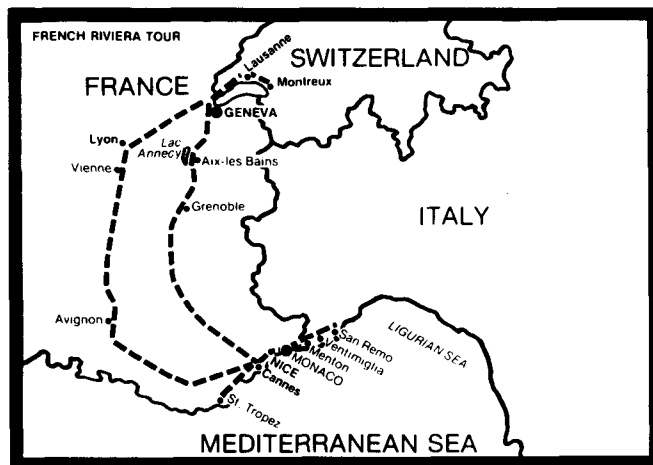 FRENCH RIVIERA TOUR
Lausanne
SWITZERLAND
FRANCE
Montreux
GENEVA
Lyon
Lac
Annecy
Vienne
Aix-les Bains
Grenoble
ITALY
Avignon
LIGURIAN SEA
San Remo
Ventimiglia
Menton
MONACO
NICE
Cannes
St. Tropez
MEDITERRANEAN SEA